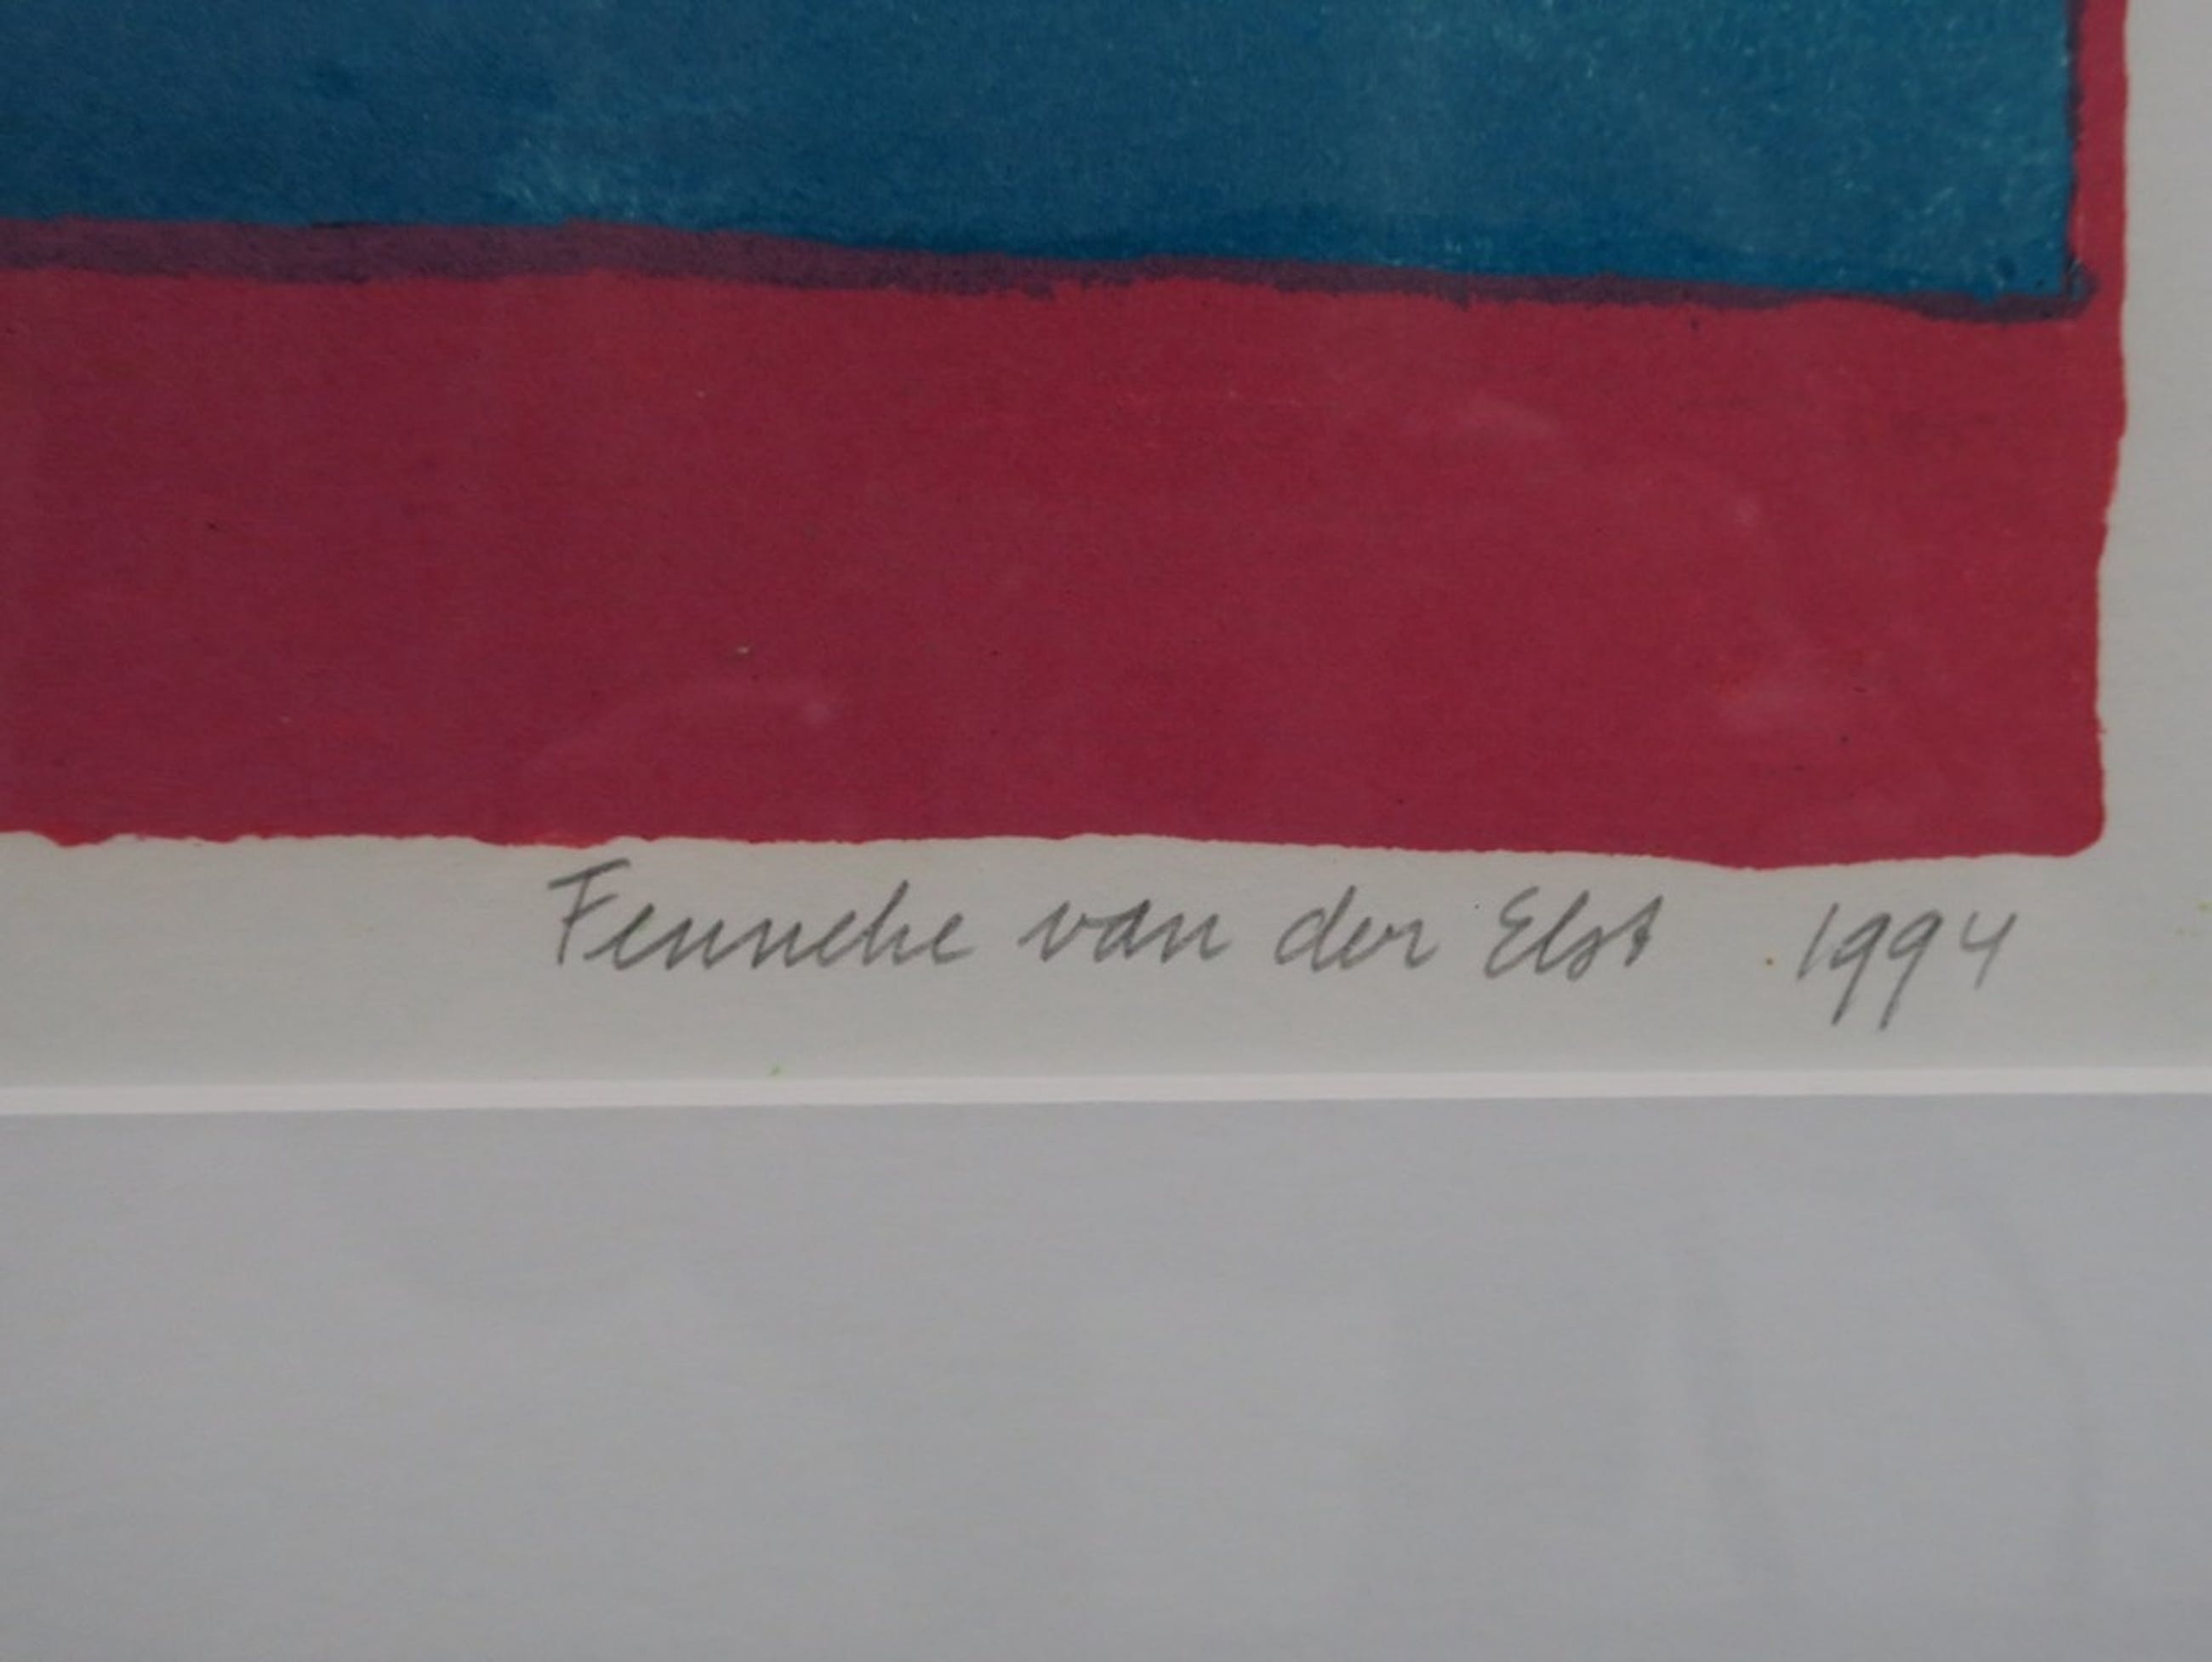 Fenneke van der Elst 1994